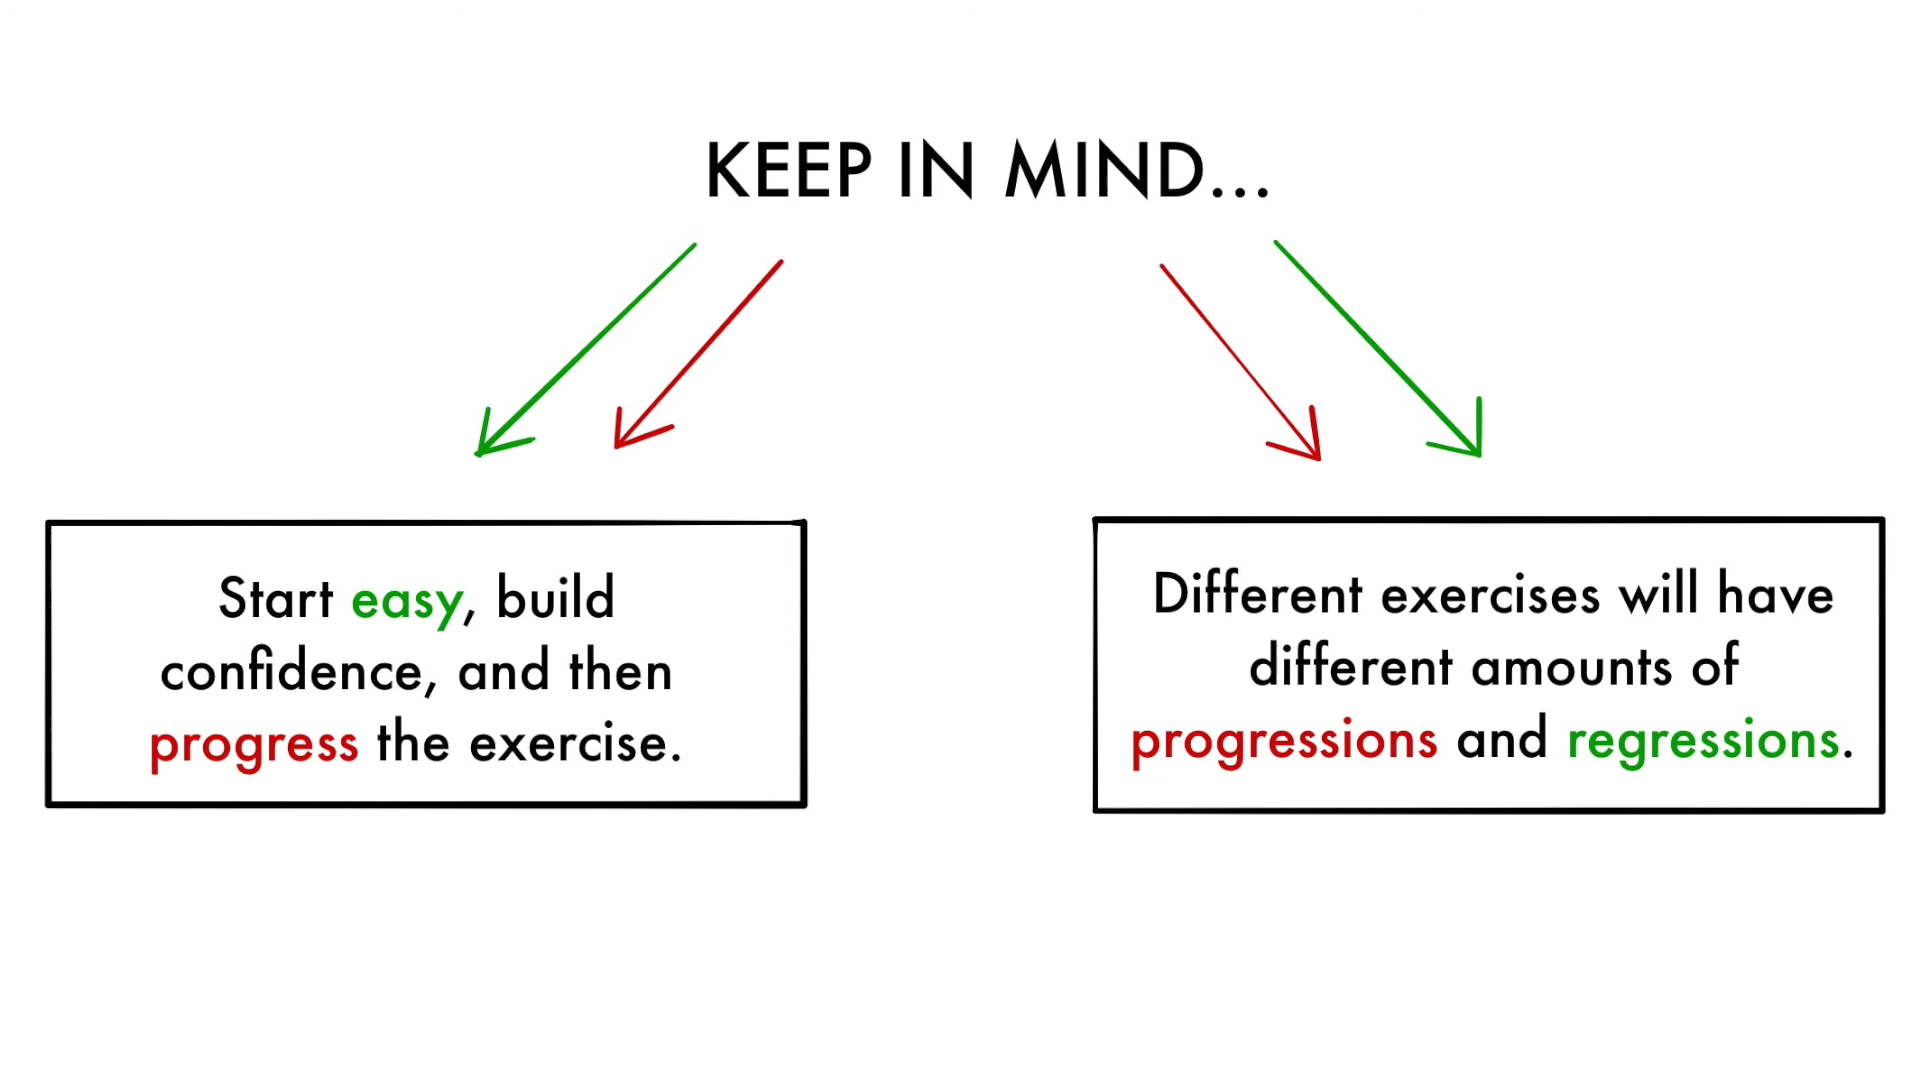 KEEP IN MIND...
Start easy, build
confidence, and then
progress the exercise.
Different exercises will have
different amounts of
progressions and regressions.